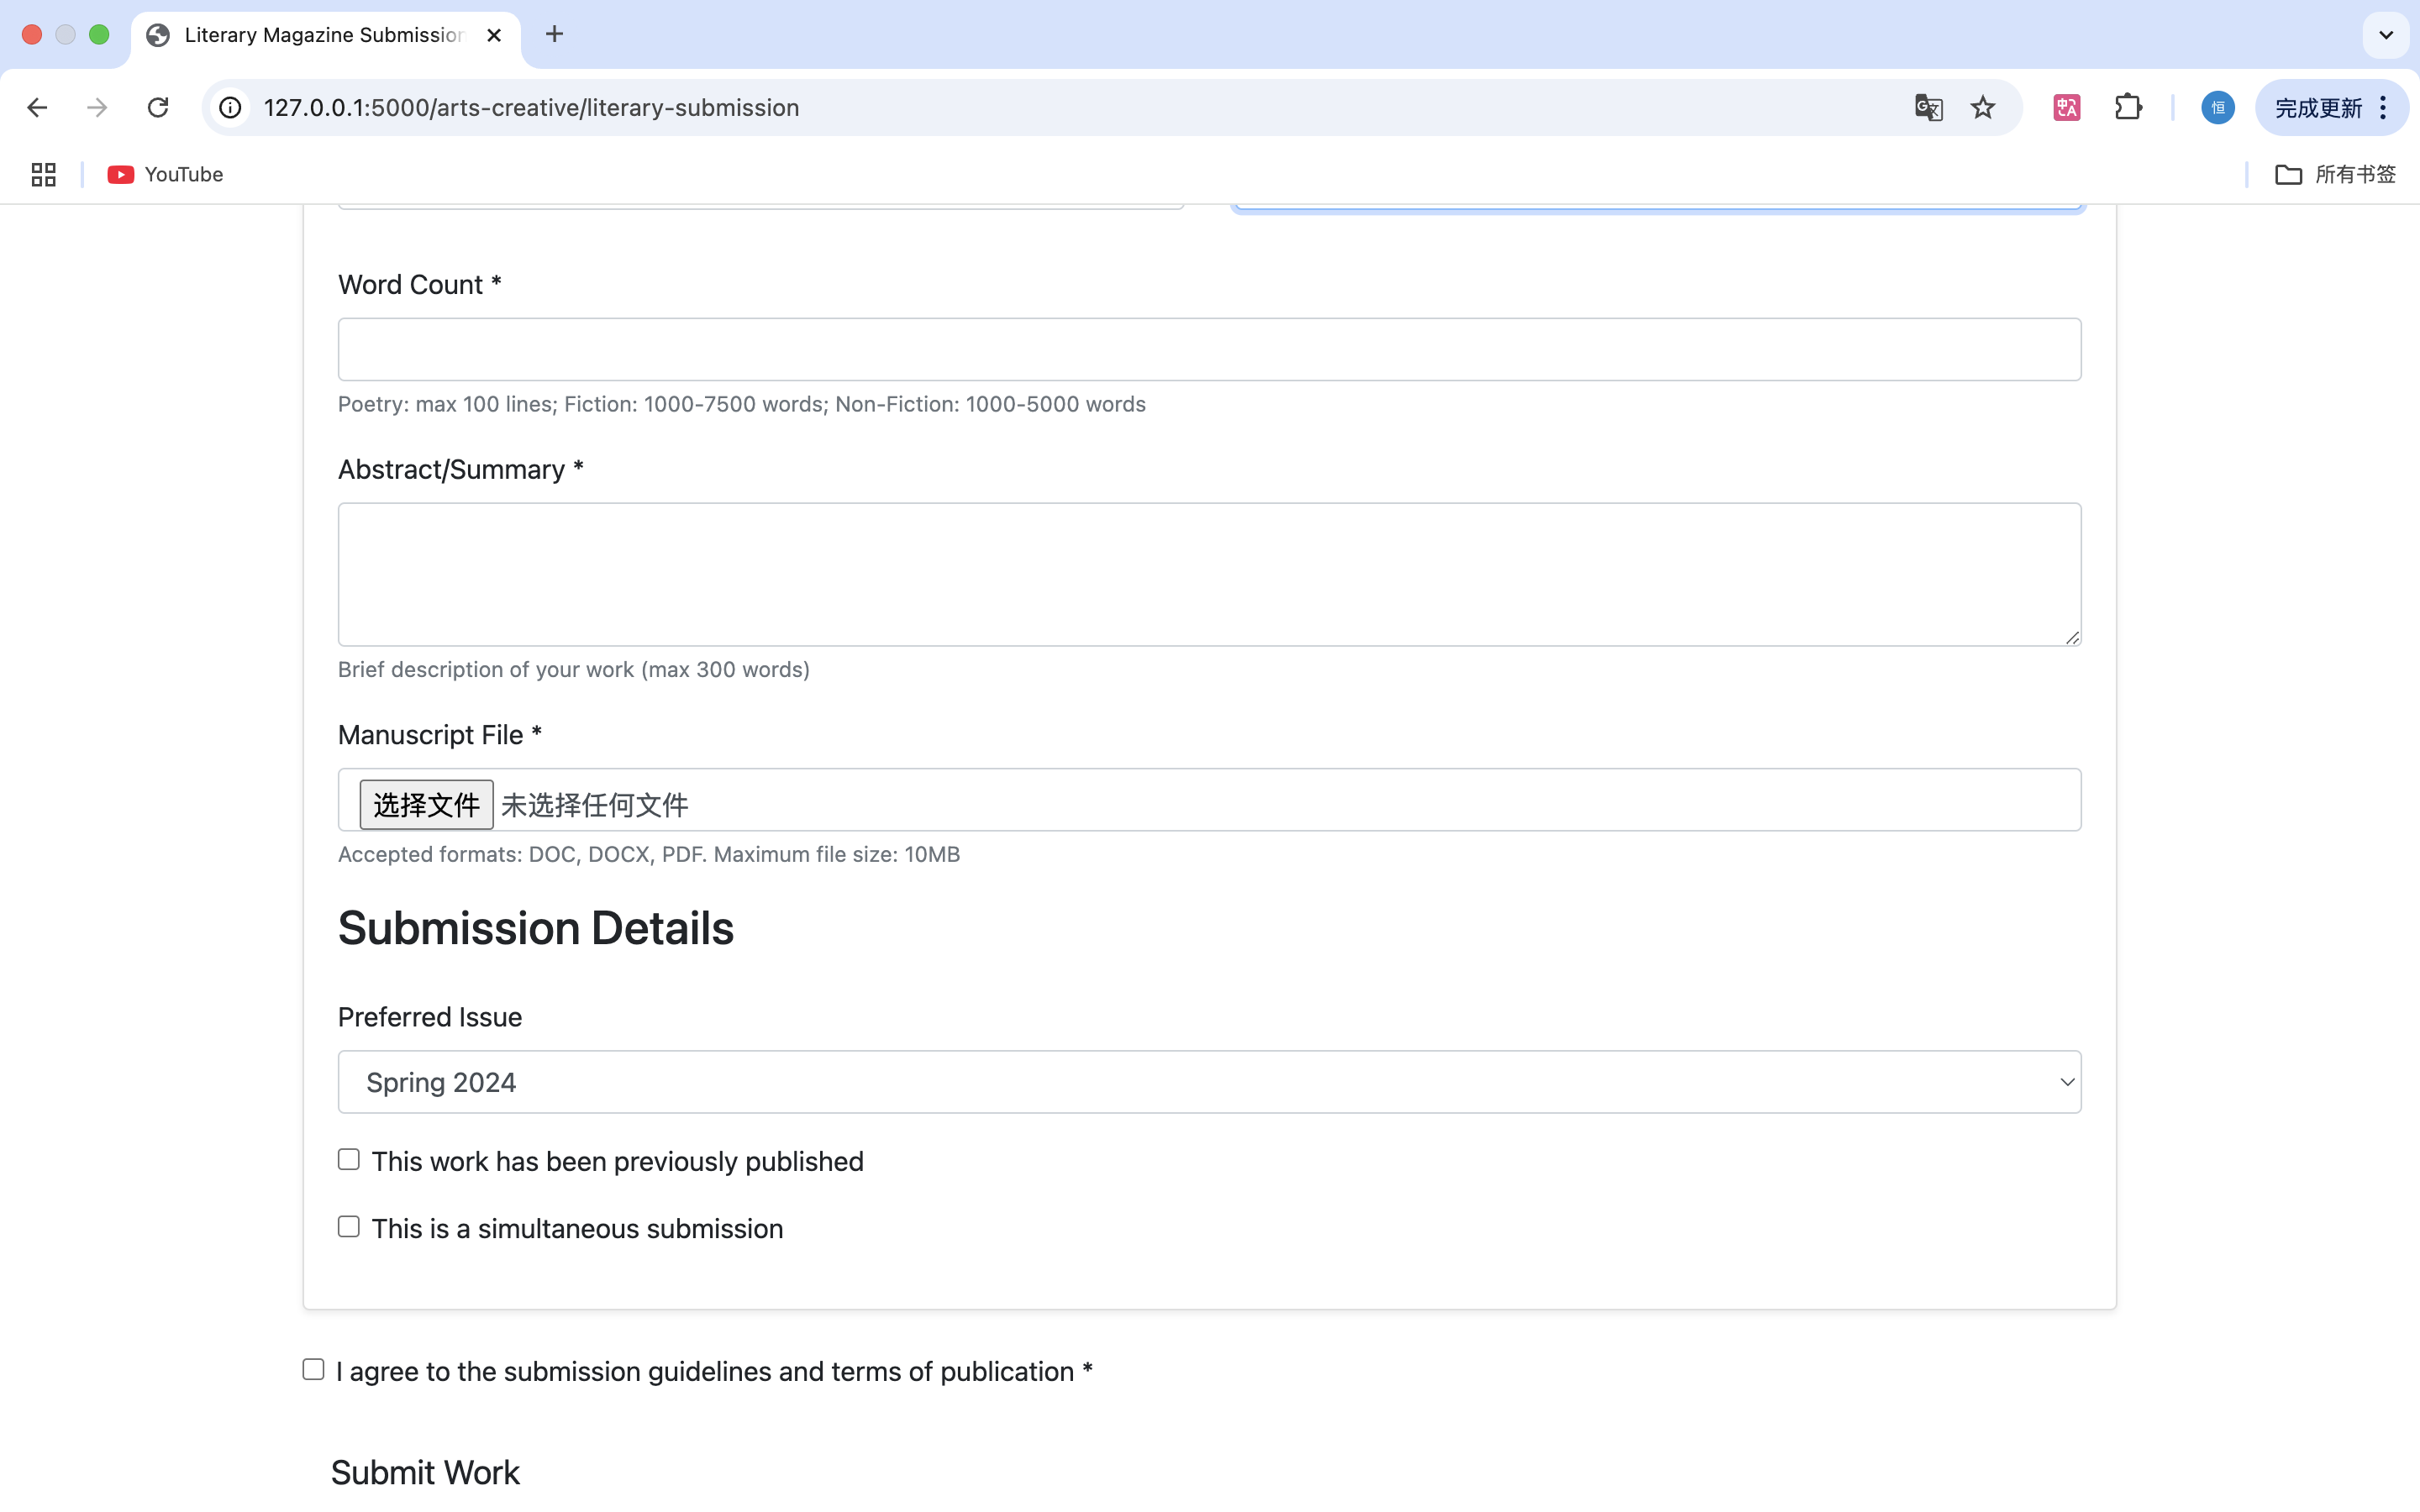 Literary Magazine Submission
127.0.0.1:5000/arts-creative/literary-submission
恒
完成更新
YouTube
所有书签
Word Count *
Poetry: max 100 lines; Fiction: 1000-7500 words; Non-Fiction: 1000-5000 words
Abstract/Summary *
Brief description of your work (max 300 words)
Manuscript File *
选择文件 未选择任何文件
Accepted formats: DOC, DOCX, PDF. Maximum file size: 10MB
Submission Details
Preferred Issue
Spring 2024
This work has been previously published
This is a simultaneous submission
I agree to the submission guidelines and terms of publication *
Submit Work